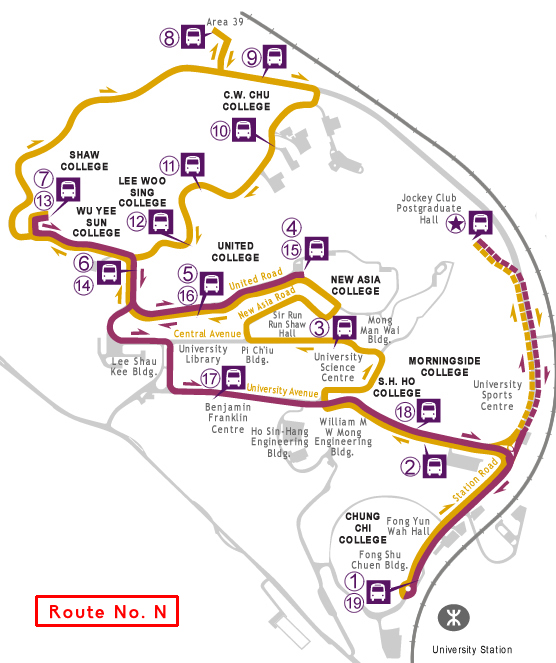 Area 39
8
9
C.W. CHU
COLLEGE
10
SHAW
COLLEGE
11
LEE WOO
SING
COLLEGE
7
13
WU YEE
SUN
COLLEGE
12
Jockey Club
Postgraduate
Hall
4
15
UNITED
COLLEGE
6
14
5
16
United Road
NEW ASIA
COLLEGE
New Asia Road
Sir Run
Run Shaw
Hall
3
Mong
Man Wai
Bldg.
Central Avenue
Lee Shau
Kee Bldg.
University
Library
Pi Ch'iu
Bldg.
University
Science
Centre
MORNINGSIDE
COLLEGE
17
University Avenue
S.H. HO
COLLEGE
University
Sports
Centre
Benjamin
Franklin
Centre
18
Ho Sin-Hang
Engineering
Bldg.
William M
W Mong
Engineering
Bldg.
2
Station Road
CHUNG
CHI
COLLEGE
Fong Yun
Wah Hall
Fong Shu
Chuen Bldg.
1
19
Route No. N
University Station